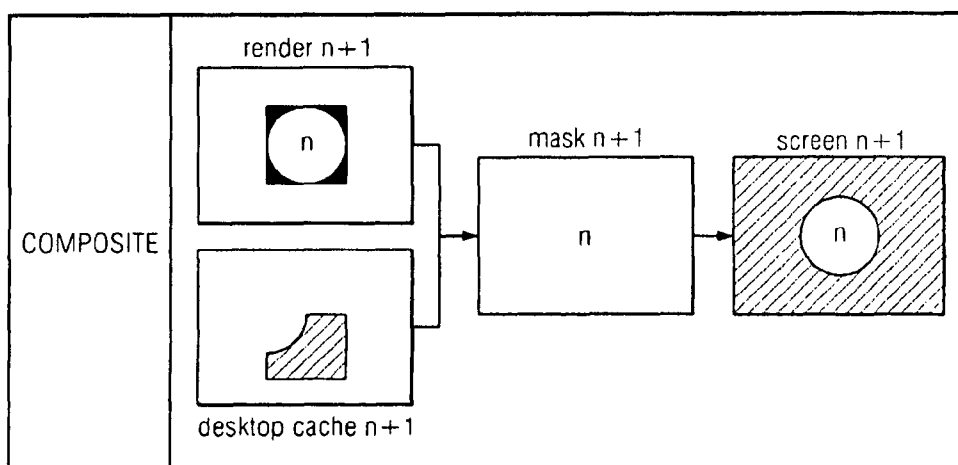 COMPOSITE
render n+1
n
desktop cache n+1
mask n+1
n
screen n+1
n